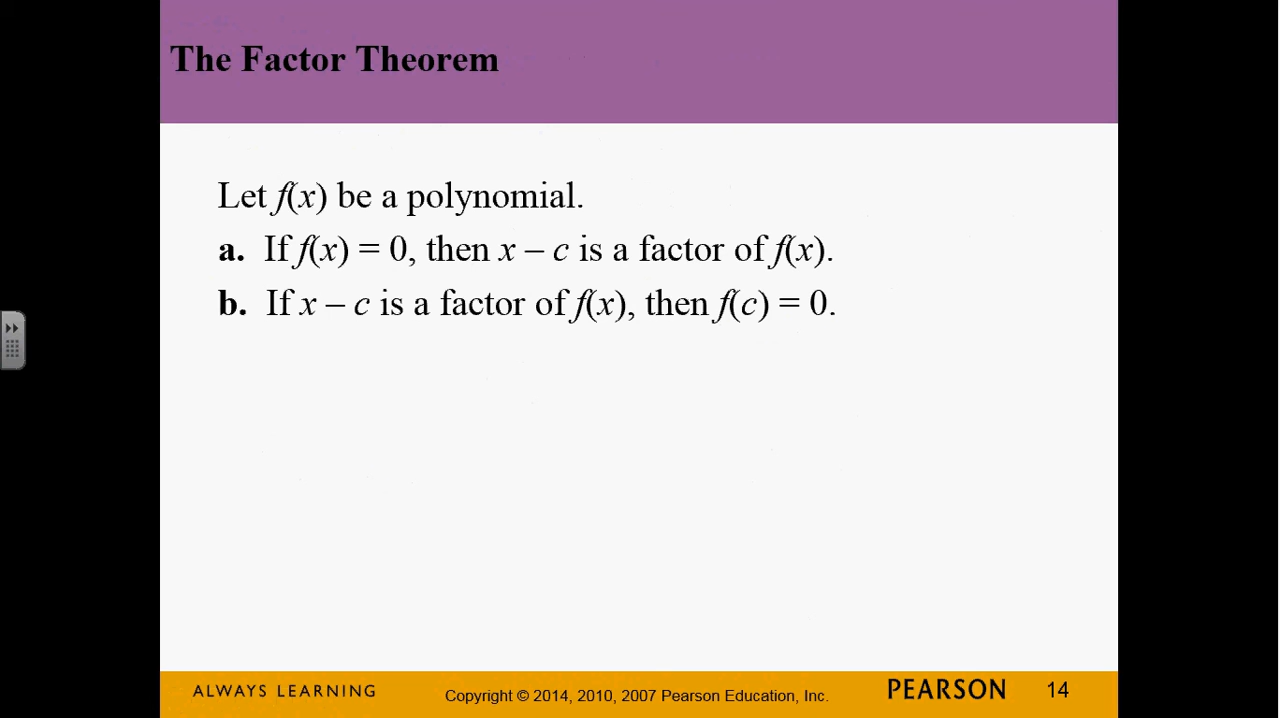 The Factor Theorem
Let f(x) be a polynomial.
a. If f(x) = 0, then x – c is a factor of f(x).
b. If x – c is a factor of f(x), then f(c) = 0.
ALWAYS LEARNING
Copyright © 2014, 2010, 2007 Pearson Education, Inc.
PEARSON
14